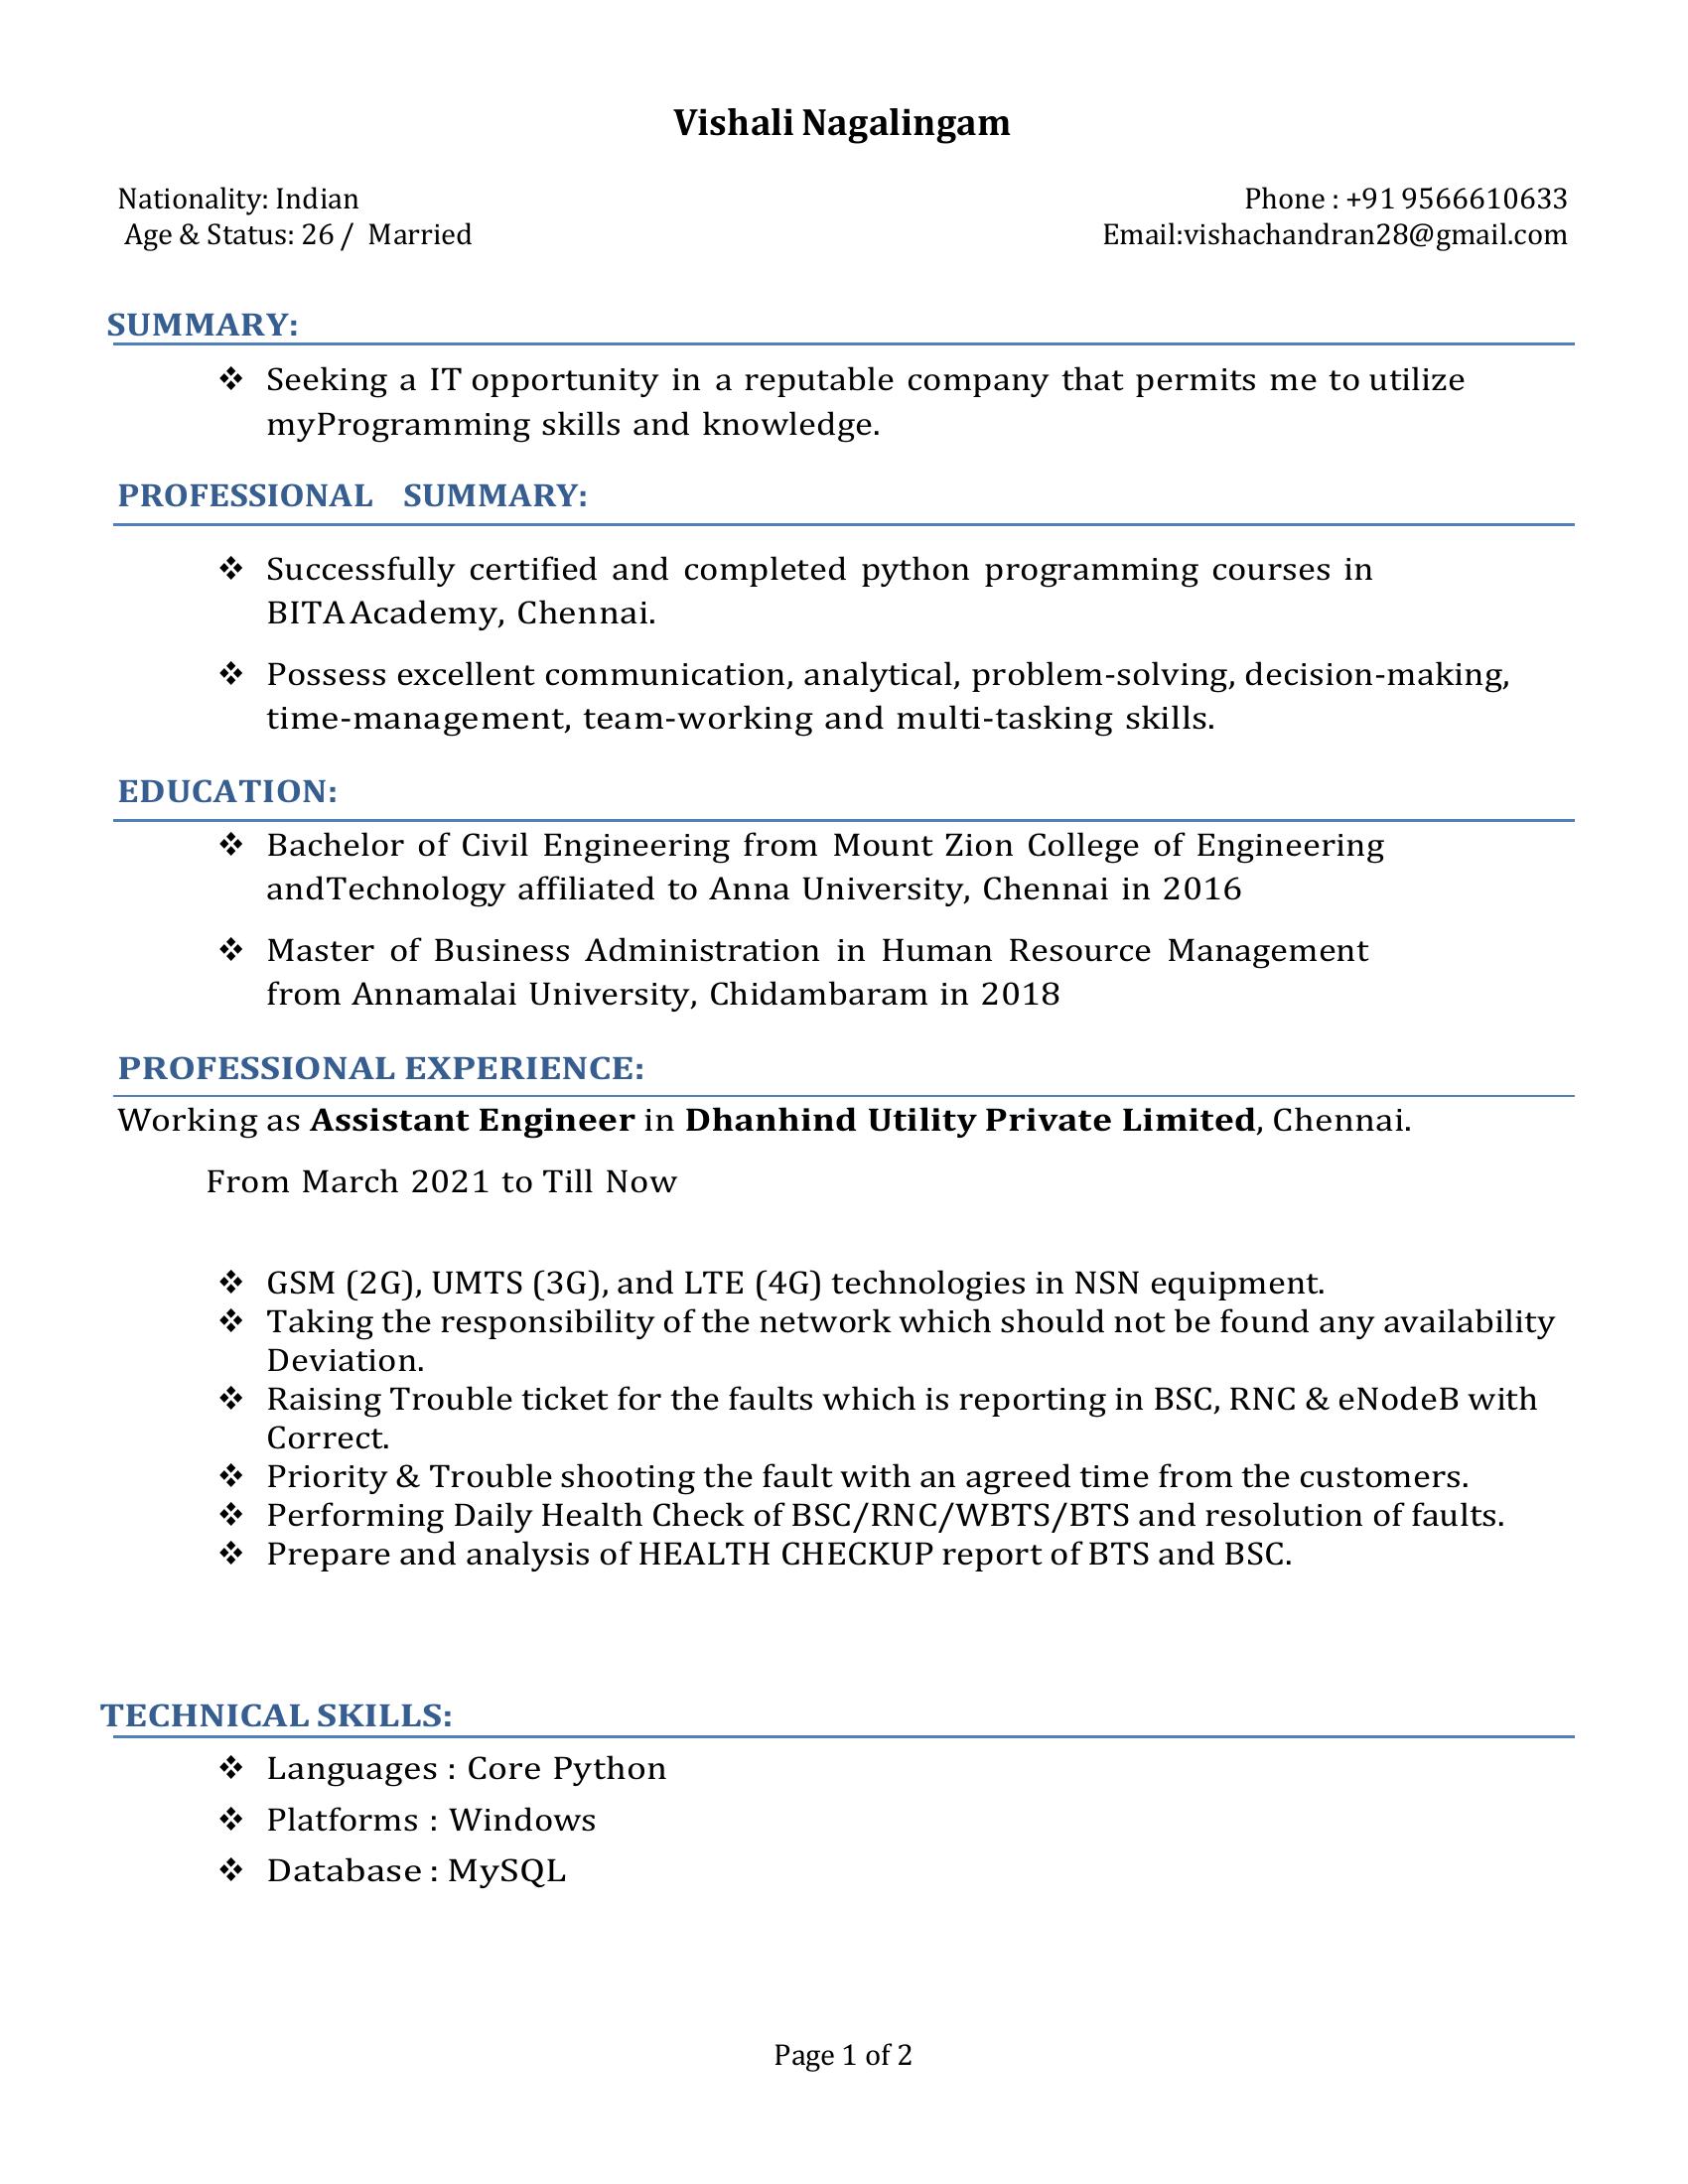 Vishali Nagalingam
Nationality: Indian
Phone : +91 9566610633
Age & Status: 26 / Married
Email:vishachandran28@gmail.com
SUMMARY:
❖ Seeking a IT opportunity in a reputable company that permits me to utilize
myProgramming skills and knowledge.
PROFESSIONAL SUMMARY:
❖ Successfully certified and completed python programming courses in
BITA Academy, Chennai.
❖ Possess excellent communication, analytical, problem-solving, decision-making,
time-management, team-working and multi-tasking skills.
EDUCATION:
❖ Bachelor of Civil Engineering from Mount Zion College of Engineering
andTechnology affiliated to Anna University, Chennai in 2016
❖ Master of Business Administration in Human Resource Management
from Annamalai University, Chidambaram in 2018
PROFESSIONAL EXPERIENCE:
Working as Assistant Engineer in Dhanhind Utility Private Limited, Chennai.
From March 2021 to Till Now
❖ GSM (2G), UMTS (3G), and LTE (4G) technologies in NSN equipment.
❖ Taking the responsibility of the network which should not be found any availability
Deviation.
❖ Raising Trouble ticket for the faults which is reporting in BSC, RNC & eNodeB with
Correct.
❖ Priority & Trouble shooting the fault with an agreed time from the customers.
❖ Performing Daily Health Check of BSC/RNC/WBTS/BTS and resolution of faults.
❖ Prepare and analysis of HEALTH CHECKUP report of BTS and BSC.
TECHNICAL SKILLS:
❖ Languages : Core Python
❖ Platforms : Windows
❖ Database : MySQL
Page 1 of 2